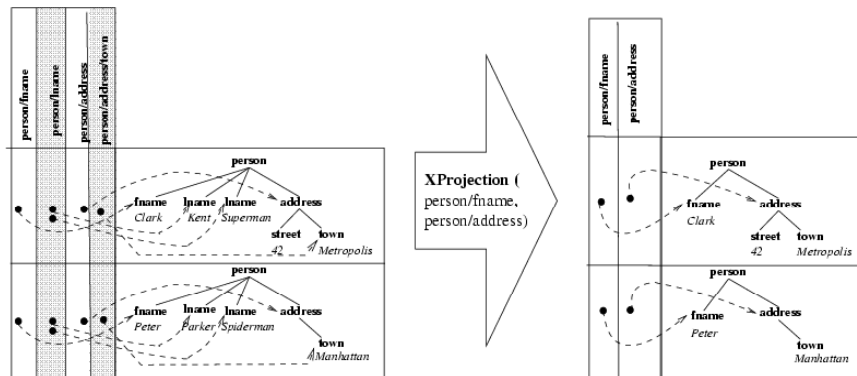 person/fname
person/lname
person/address
person/address/town
person
fname lname lname address
Clark Kent Superman
street town
42 Metropolis
person
fname lname lname address
Peter Parker Spiderman
town
Manhattan
XProjection (
person/fname,
person/address)
person/fname
person/address
person
fname address
Clark
street town
42 Metropolis
person
fname address
Peter
town
Manhattan